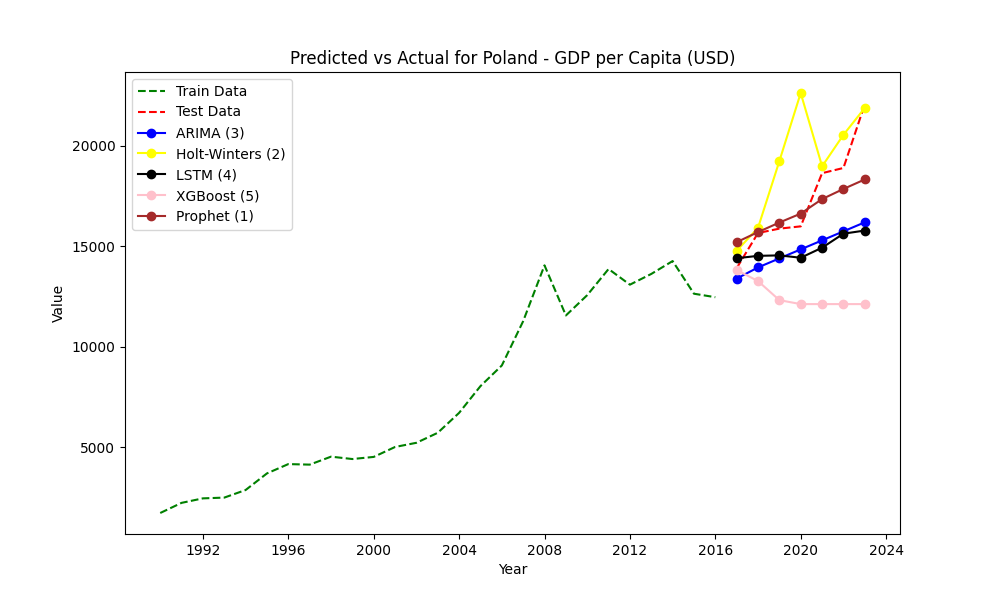 Predicted vs Actual for Poland - GDP per Capita (USD)
Train Data
Test Data
ARIMA (3)
Holt-Winters (2)
LSTM (4)
XGBoost (5)
Prophet (1)
20000
15000
10000
5000
Value
1992 1996 2000 2004 2008 2012 2016 2020 2024
Year